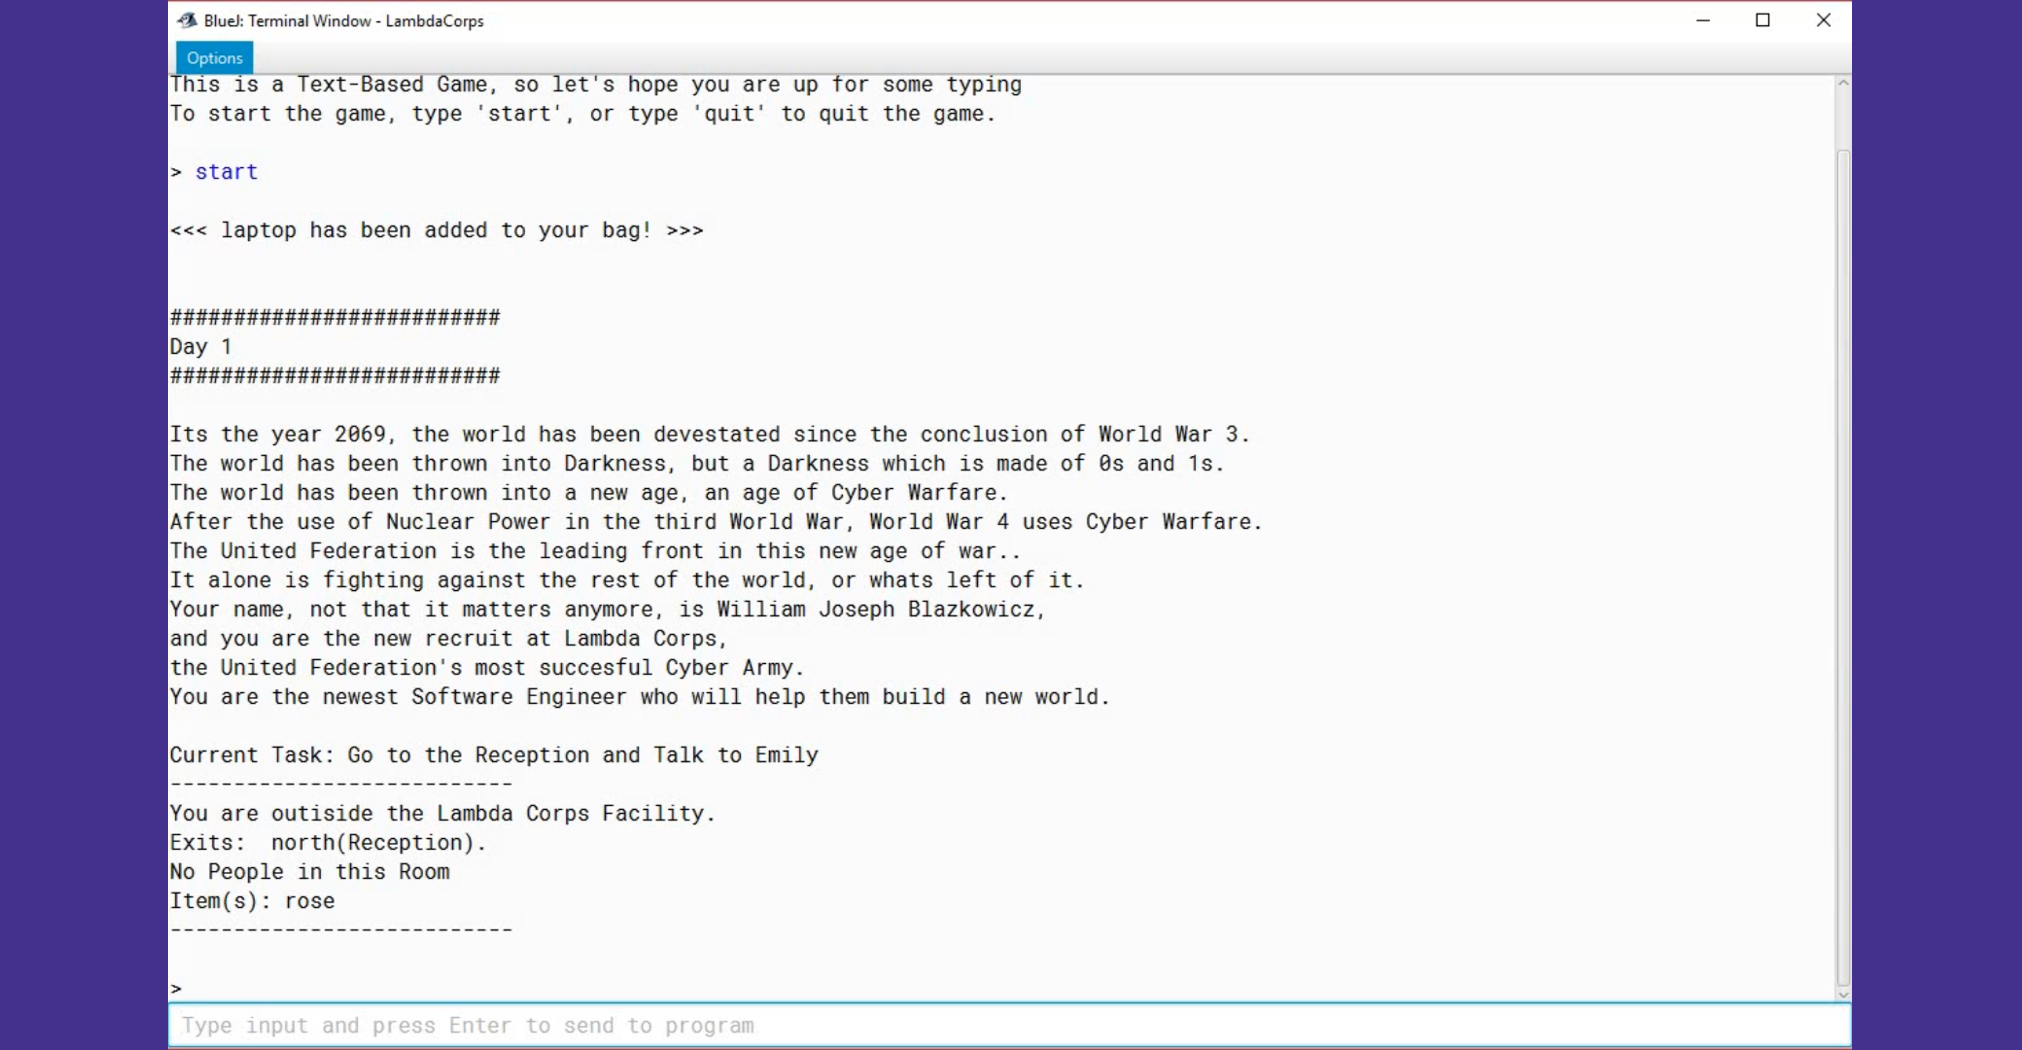 BlueJ: Terminal Window - LambdaCorps
Options
This is a Text-Based Game, so let's hope you are up for some typing
To start the game, type 'start', or type 'quit' to quit the game.
> start
<<< laptop has been added to your bag! >>>
##########################
Day 1
##########################
Its the year 2069, the world has been devestated since the conclusion of World War 3.
The world has been thrown into Darkness, but a Darkness which is made of 0s and 1s.
The world has been thrown into a new age, an age of Cyber Warfare.
After the use of Nuclear Power in the third World War, World War 4 uses Cyber Warfare.
The United Federation is the leading front in this new age of war..
It alone is fighting against the rest of the world, or whats left of it.
Your name, not that it matters anymore, is William Joseph Blazkowicz,
and you are the new recruit at Lambda Corps,
the United Federation's most succesful Cyber Army.
You are the newest Software Engineer who will help them build a new world.
Current Task: Go to the Reception and Talk to Emily
---------------------------
You are outiside the Lambda Corps Facility.
Exits:  north(Reception).
No People in this Room
Item(s): rose
---------------------------
>
Type input and press Enter to send to program